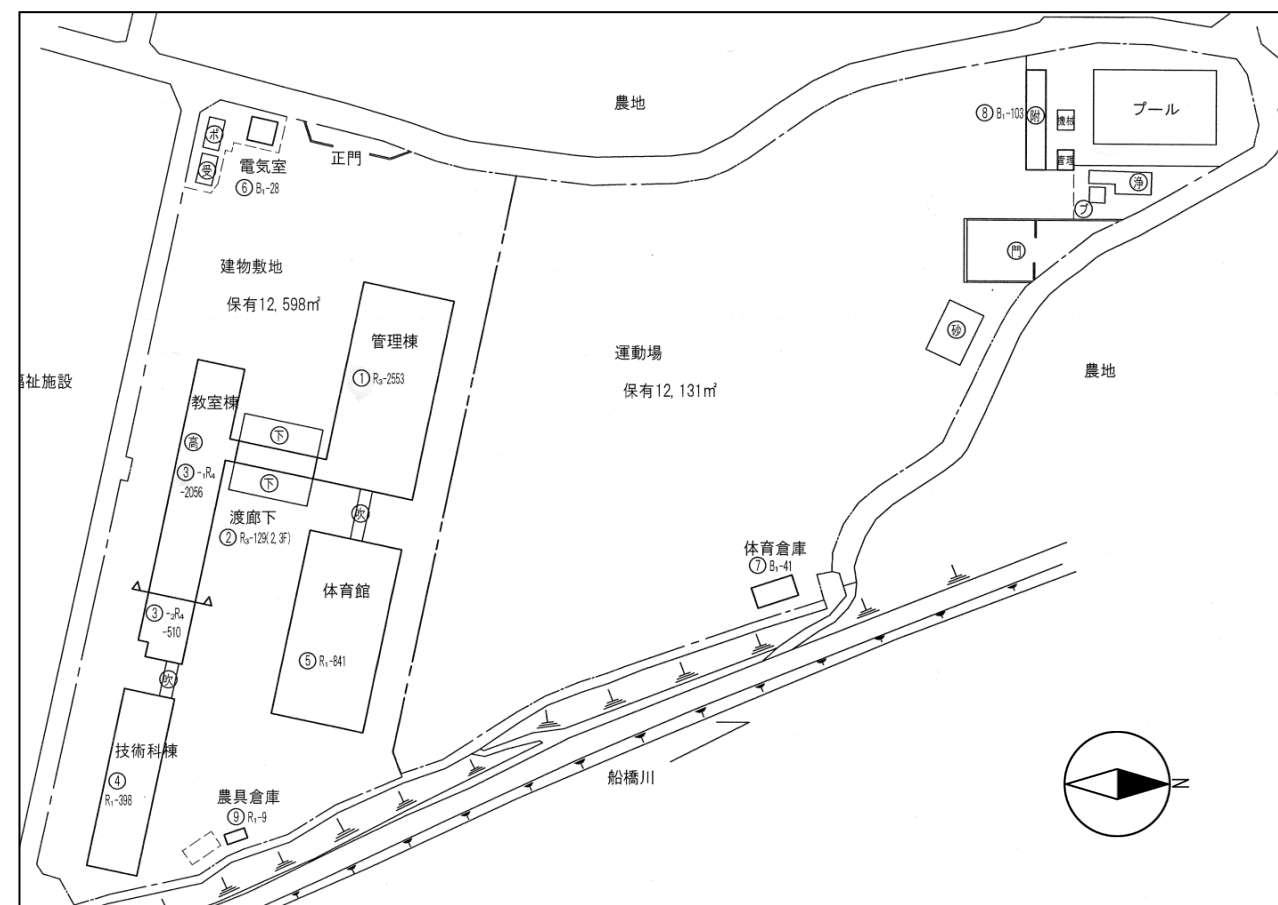 農地
⑧ B₁-103
附
機械
管理
プール
浄
プ
門
砂
ポ
受
電気室
⑥ B₁-28
正門
建物敷地
保有12,598㎡
管理棟
① R₃-2553
運動場
保有12,131㎡
農地
福祉施設
教室棟
高
③-₁R₄
-2056
下
下
渡廊下
② R₃-129(2,3F)
吹
体育館
⑤ R₁-841
体育倉庫
⑦ B₁-41
③-₂R₄
-510
吹
技術科棟
④
R₁-398
農具倉庫
⑨ R₁-9
船橋川
N